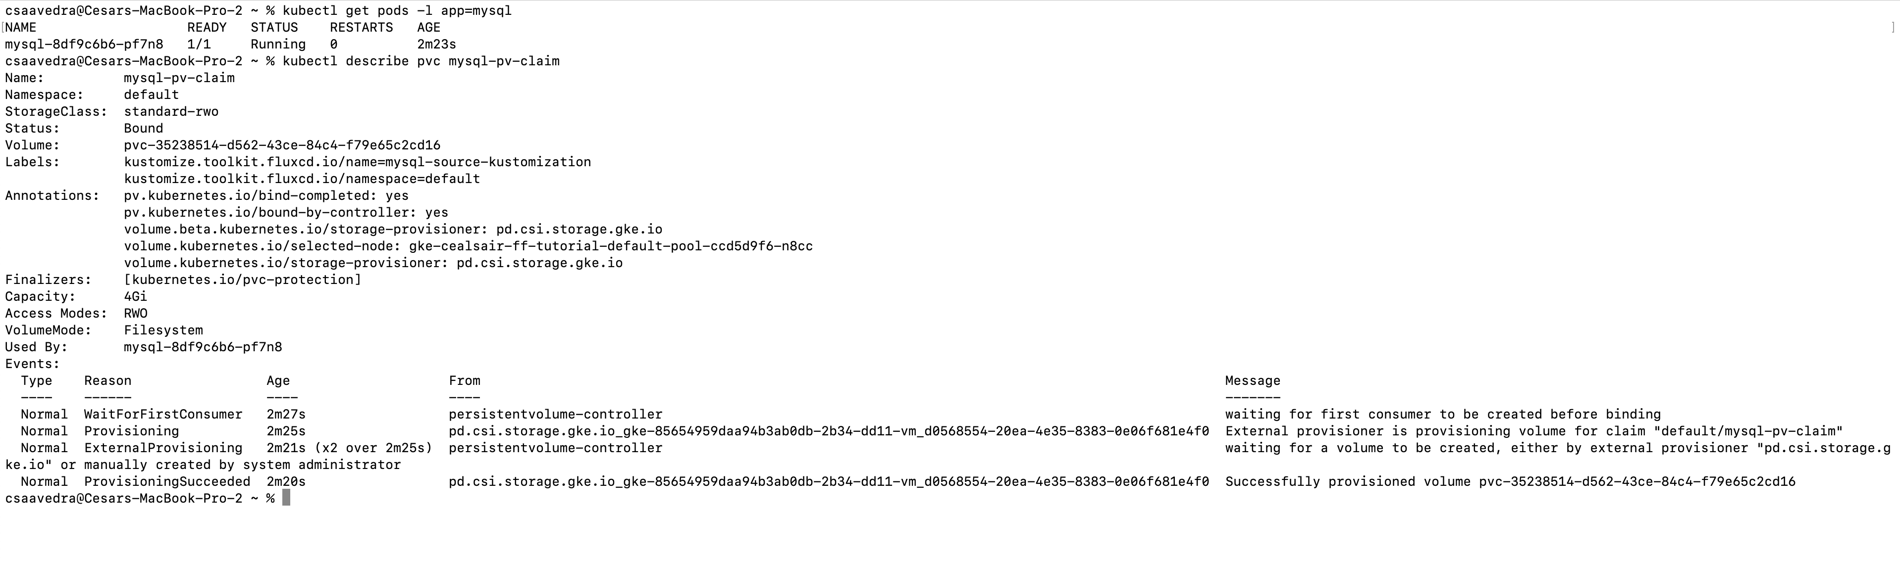 csaavedra@Cesars-MacBook-Pro-2 ~ % kubectl get pods -l app=mysql
NAME                   READY   STATUS    RESTARTS   AGE
mysql-8df9c6b6-pf7n8   1/1     Running   0          2m23s
csaavedra@Cesars-MacBook-Pro-2 ~ % kubectl describe pvc mysql-pv-claim
Name:          mysql-pv-claim
Namespace:     default
StorageClass:  standard-rwo
Status:        Bound
Volume:        pvc-35238514-d562-43ce-84c4-f79e65c2cd16
Labels:        kustomize.toolkit.fluxcd.io/name=mysql-source-kustomization
               kustomize.toolkit.fluxcd.io/namespace=default
Annotations:   pv.kubernetes.io/bind-completed: yes
               pv.kubernetes.io/bound-by-controller: yes
               volume.beta.kubernetes.io/storage-provisioner: pd.csi.storage.gke.io
               volume.kubernetes.io/selected-node: gke-cealsair-ff-tutorial-default-pool-ccd5d9f6-n8cc
               volume.kubernetes.io/storage-provisioner: pd.csi.storage.gke.io
Finalizers:    [kubernetes.io/pvc-protection]
Capacity:      4Gi
Access Modes:  RWO
VolumeMode:    Filesystem
Used By:       mysql-8df9c6b6-pf7n8
Events:
  Type    Reason                 Age                    From                                                                                              Message
  ----    ------                 ----                   ----                                                                                              -------
  Normal  WaitForFirstConsumer   2m27s                  persistentvolume-controller                                                                       waiting for first consumer to be created before binding
  Normal  Provisioning           2m25s                  pd.csi.storage.gke.io_gke-85654959daa94b3ab0db-2b34-dd11-vm_d0568554-20ea-4e35-8383-0e06f681e4f0  External provisioner is provisioning volume for claim "default/mysql-pv-claim"
  Normal  ExternalProvisioning   2m21s (x2 over 2m25s)  persistentvolume-controller                                                                       waiting for a volume to be created, either by external provisioner "pd.csi.storage.g
ke.io" or manually created by system administrator
  Normal  ProvisioningSucceeded  2m20s                  pd.csi.storage.gke.io_gke-85654959daa94b3ab0db-2b34-dd11-vm_d0568554-20ea-4e35-8383-0e06f681e4f0  Successfully provisioned volume pvc-35238514-d562-43ce-84c4-f79e65c2cd16
csaavedra@Cesars-MacBook-Pro-2 ~ %